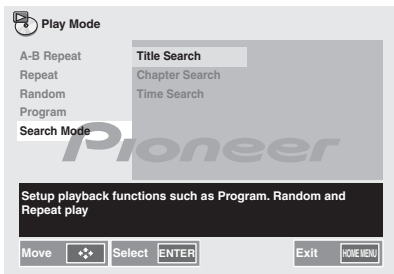 Play Mode
A-B Repeat
Title Search
Repeat
Chapter Search
Random
Time Search
Program
Search Mode
Pioneer
Setup playback functions such as Program. Random and
Repeat play
Move Select ENTER Exit HOME MENU